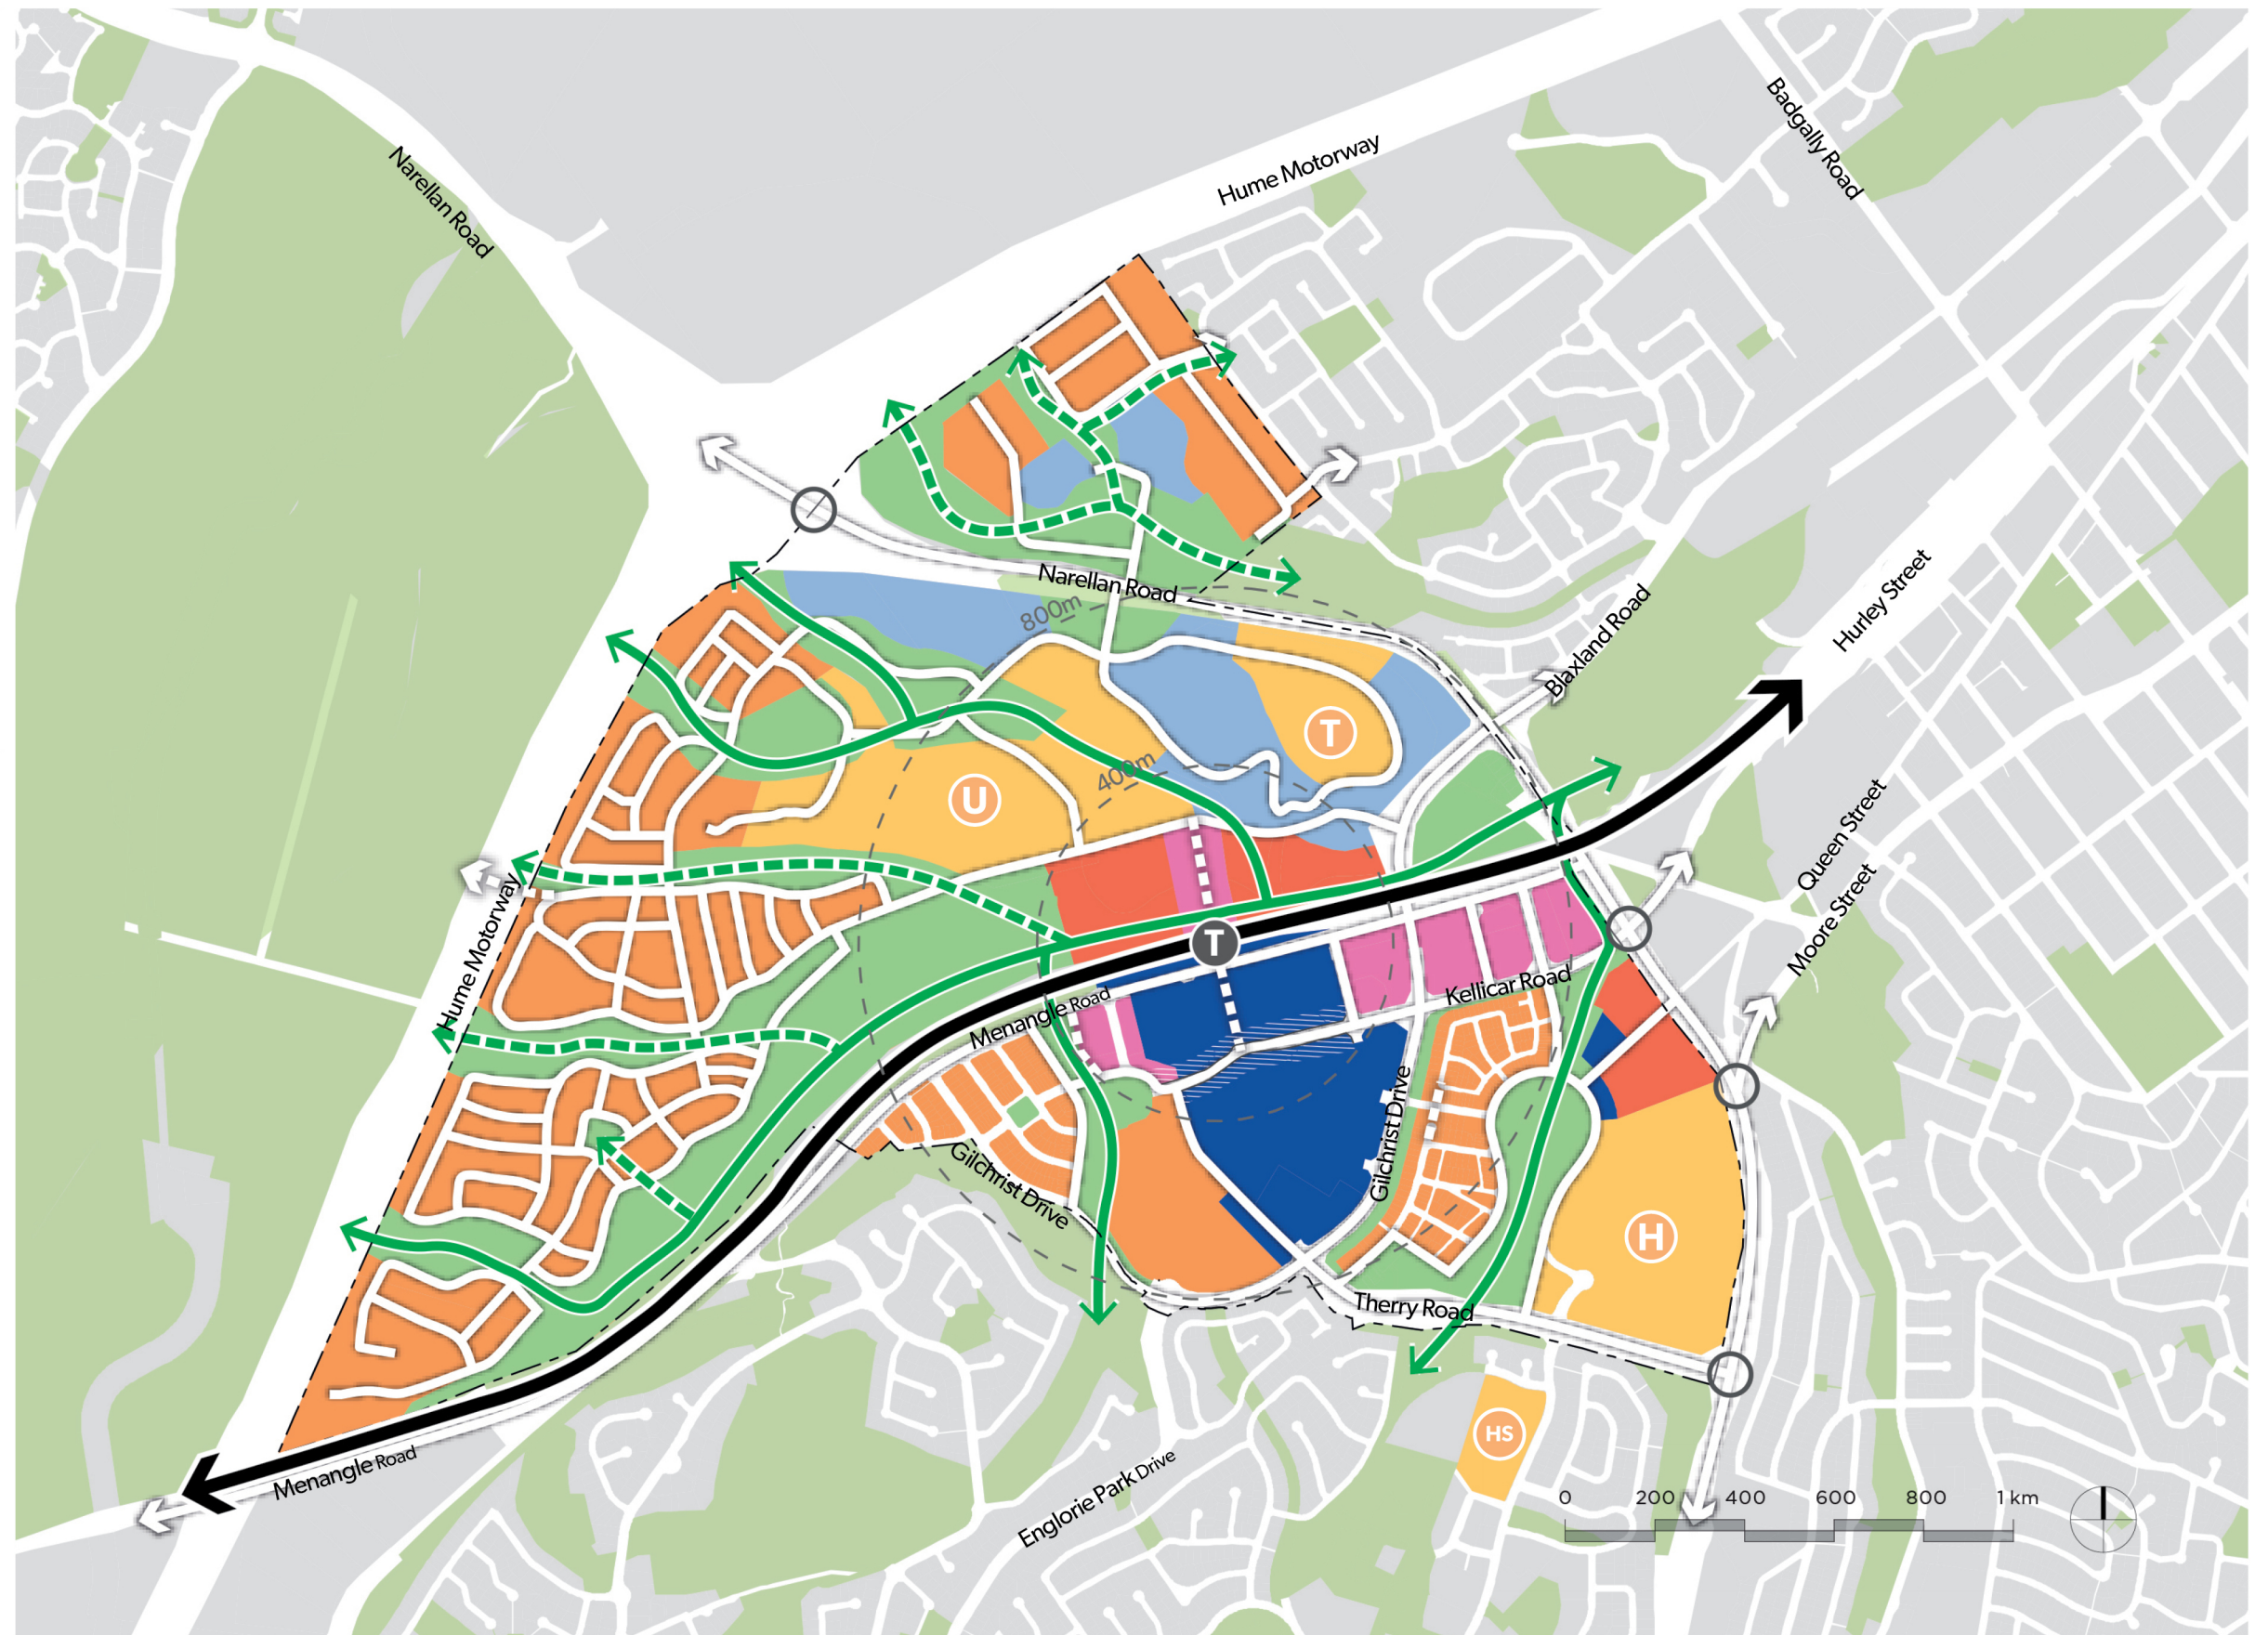 Badgally Road
Hume Motorway
Narellan Road
Narellan Road
800m
Hurley Street
Blaxland Road
T
400m
U
Queen Street
Moore Street
Hume Motorway
T
Kellicar Road
Menangle Road
Gilchrist Drive
Gilchrist Drive
H
Therry Road
HS
Menangle Road
Englorie Park Drive
0 200 400 600 800 1 km